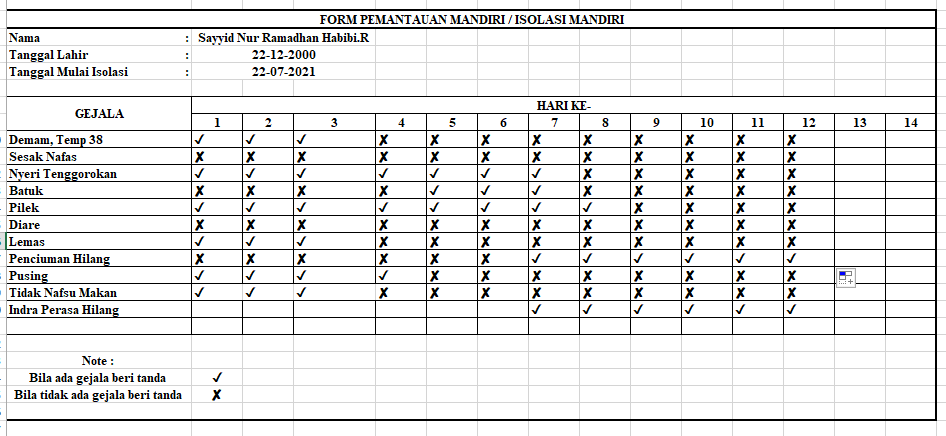 FORM PEMANTAUAN MANDIRI / ISOLASI MANDIRI
Nama : Sayyid Nur Ramadhan Habibi.R
Tanggal Lahir : 22-12-2000
Tanggal Mulai Isolasi : 22-07-2021
GEJALA HARI KE-
1 2 3 4 5 6 7 8 9 10 11 12 13 14
Demam, Temp 38 ✓ ✓ ✓ ✗ ✗ ✗ ✗ ✗ ✗ ✗ ✗ ✗
Sesak Nafas ✗ ✗ ✗ ✗ ✗ ✗ ✗ ✗ ✗ ✗ ✗ ✗
Nyeri Tenggorokan ✓ ✓ ✓ ✓ ✓ ✓ ✓ ✗ ✗ ✗ ✗ ✗
Batuk ✗ ✗ ✗ ✗ ✓ ✓ ✓ ✗ ✗ ✗ ✗ ✗
Pilek ✓ ✓ ✓ ✓ ✓ ✓ ✓ ✓ ✗ ✗ ✗ ✗
Diare ✗ ✗ ✗ ✗ ✗ ✗ ✗ ✗ ✗ ✗ ✗ ✗
Lemas ✓ ✓ ✓ ✗ ✗ ✗ ✗ ✗ ✗ ✗ ✗ ✗
Penciuman Hilang ✗ ✗ ✗ ✗ ✗ ✗ ✓ ✓ ✓ ✓ ✓ ✓
Pusing ✓ ✓ ✓ ✓ ✗ ✗ ✗ ✗ ✗ ✗ ✗ ✗
Tidak Nafsu Makan ✓ ✓ ✓ ✗ ✗ ✗ ✗ ✗ ✗ ✗ ✗ ✗
Indra Perasa Hilang ✓ ✓ ✓ ✓ ✓ ✓
Note :
Bila ada gejala beri tanda ✓
Bila tidak ada gejala beri tanda ✗